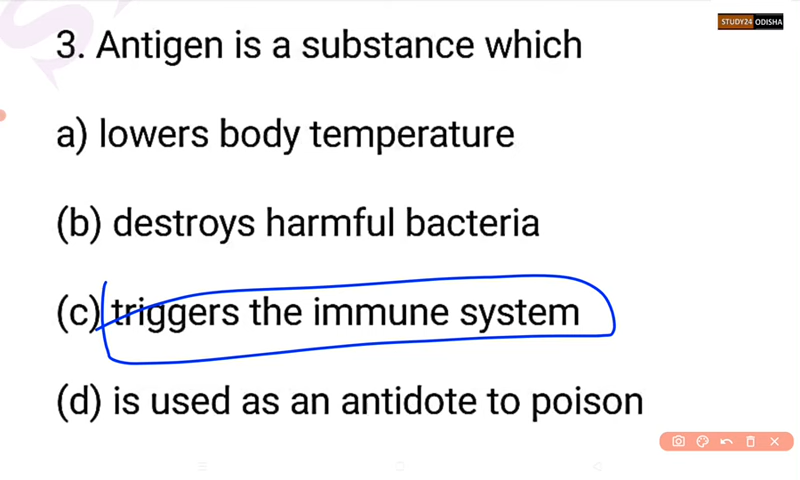 STUDY24 ODISHA
3. Antigen is a substance which
a) lowers body temperature
(b) destroys harmful bacteria
(c) triggers the immune system
(d) is used as an antidote to poison